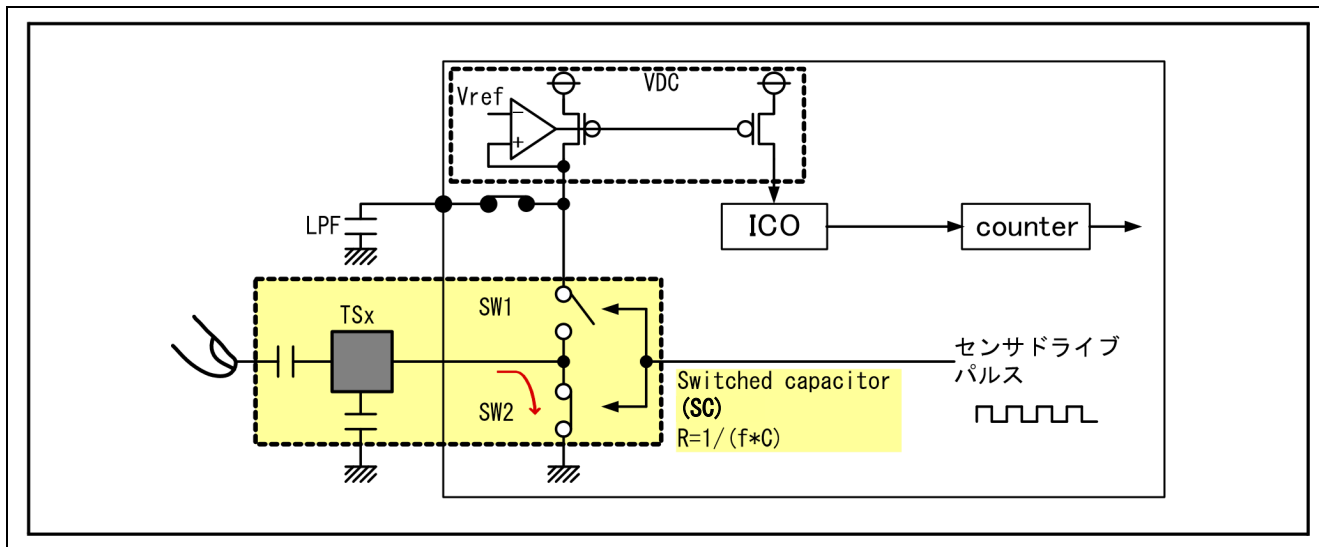 VDC
Vref
-
+
LPF
ICO
counter
TSx
SW1
SW2
Switched capacitor
(SC)
R=1/(f*C)
センサドライブ
パルス